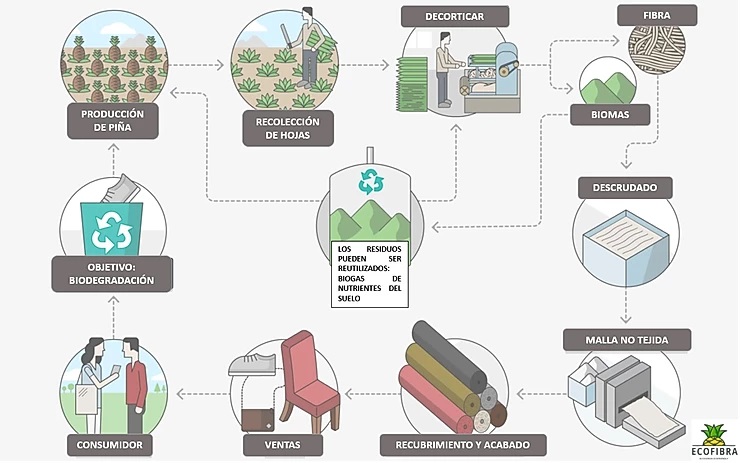 DECORTICAR
FIBRA
PRODUCCIÓN
DE PIÑA
RECOLECCIÓN
DE HOJAS
BIOMAS
DESCRUDADO
LOS RESIDUOS
PUEDEN SER
REUTILIZADOS:
BIOGAS DE
NUTRIENTES DEL
SUELO
OBJETIVO:
BIODEGRADACIÓN
MALLA NO TEJIDA
CONSUMIDOR
VENTAS
RECUBRIMIENTO Y ACABADO
ECOFIBRA